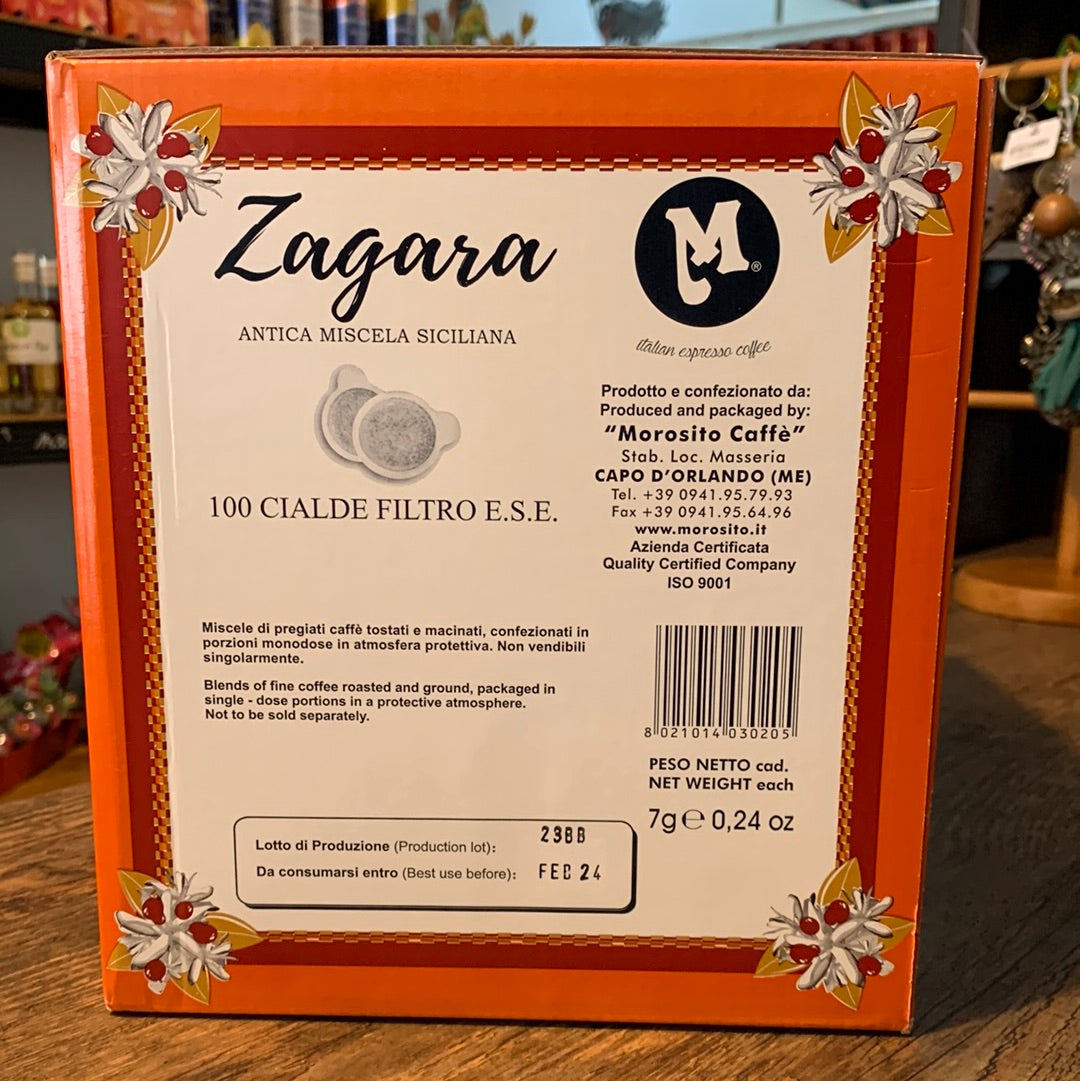 Zagara
ANTICA MISCELA SICILIANA
100 CIALDE FILTRO E.S.E.
M®
italian espresso coffee
Prodotto e confezionato da:
Produced and packaged by:
“Morosito Caffè”
Stab. Loc. Masseria
CAPO D’ORLANDO (ME)
Tel. +39 0941.95.79.93
Fax +39 0941.95.64.96
www.morosito.it
Azienda Certificata
Quality Certified Company
ISO 9001
Miscele di pregiati caffè tostati e macinati, confezionati in
porzioni monodose in atmosfera protettiva. Non vendibili
singolarmente.
Blends of fine coffee roasted and ground, packaged in
single - dose portions in a protective atmosphere.
Not to be sold separately.
8 021014 030205
PESO NETTO cad.
NET WEIGHT each
7g℮ 0,24 oz
Lotto di Produzione (Production lot): 238B
Da consumarsi entro (Best use before): FEB 24